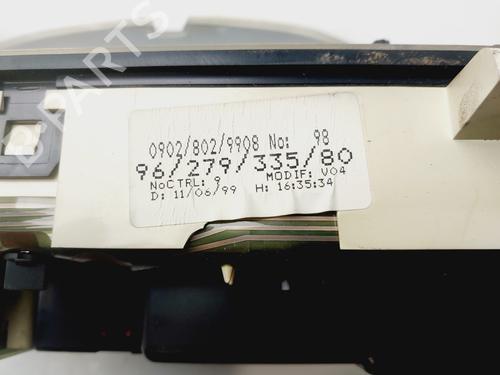 B-PARTS
0902/802/9908 No: 98
96/279/335/80
NoCTRL: 9 MODIF: V04
D: 11/06/99 H: 16:35:34